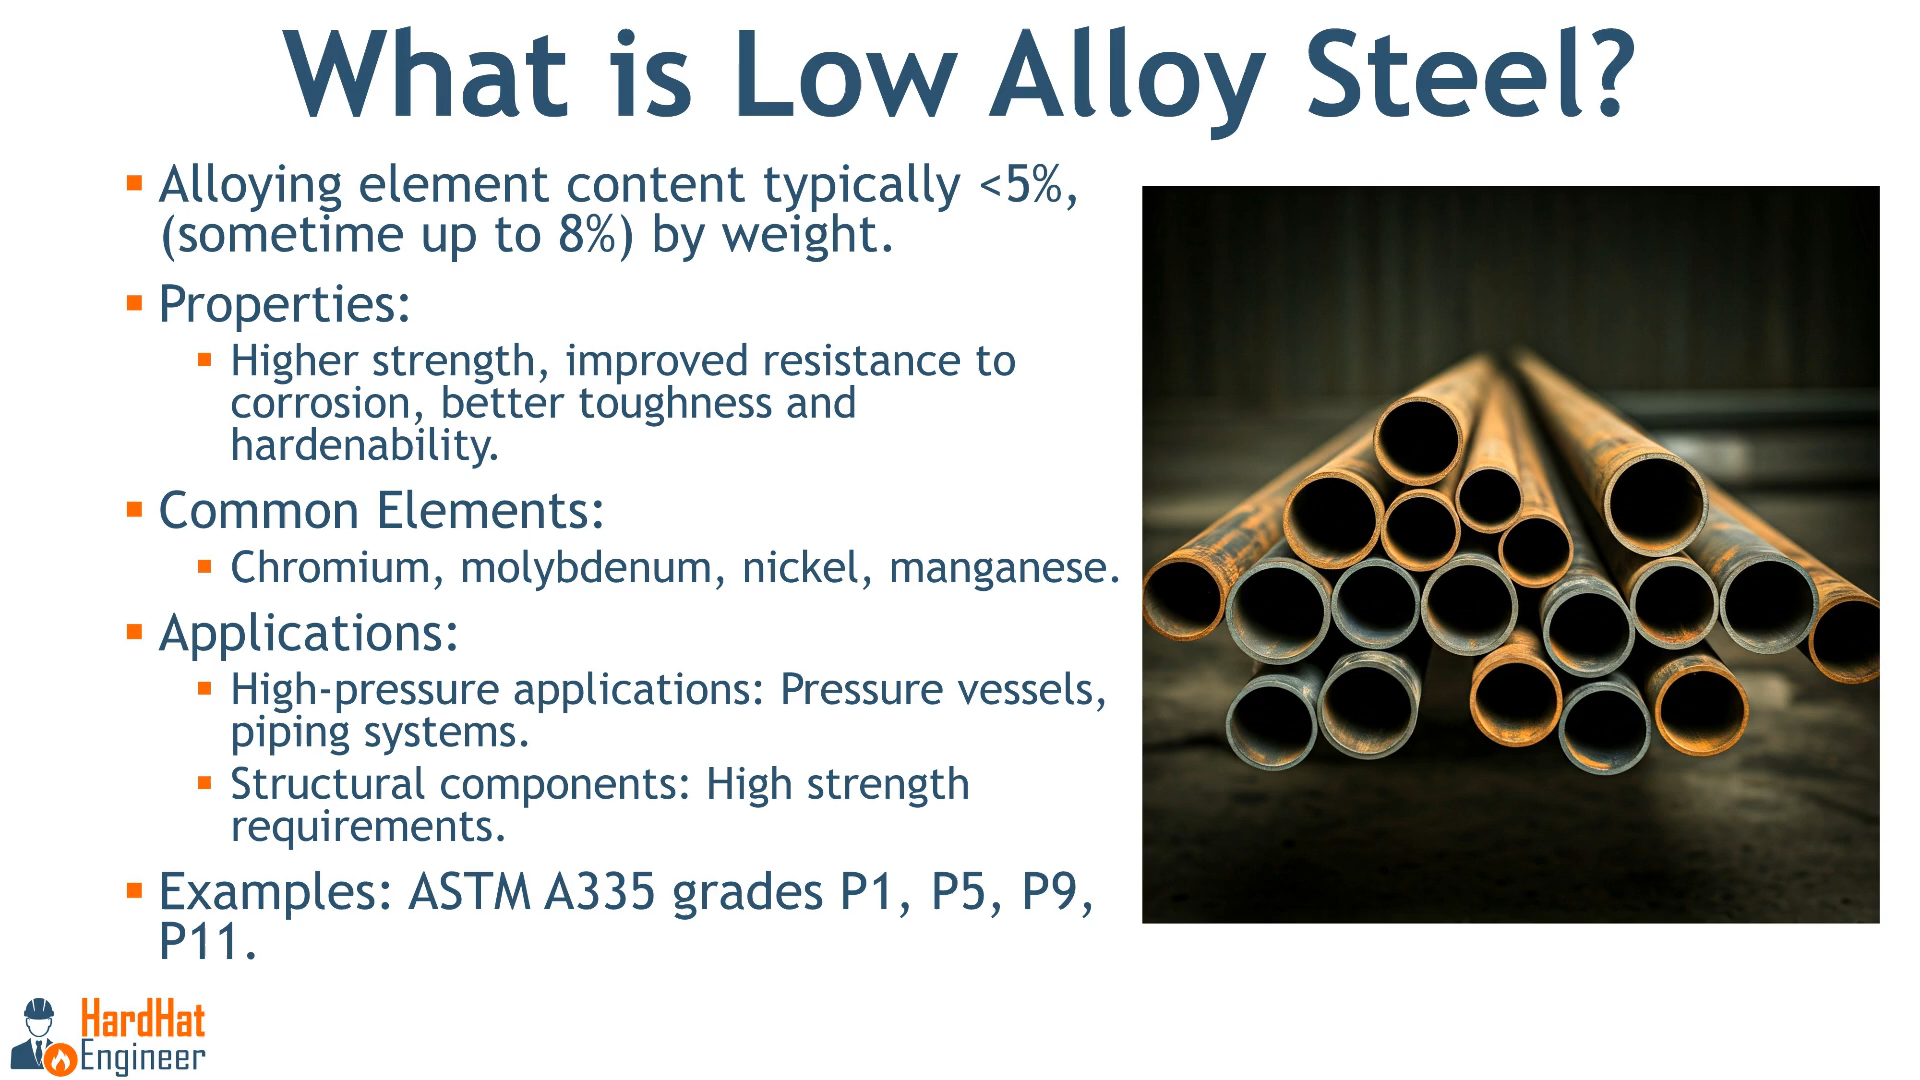 What is Low Alloy Steel?
Alloying element content typically <5%,
(sometime up to 8%) by weight.
Properties:
Higher strength, improved resistance to
corrosion, better toughness and
hardenability.
Common Elements:
Chromium, molybdenum, nickel, manganese.
Applications:
High-pressure applications: Pressure vessels,
piping systems.
Structural components: High strength
requirements.
Examples: ASTM A335 grades P1, P5, P9,
P11.
HardHat
Engineer